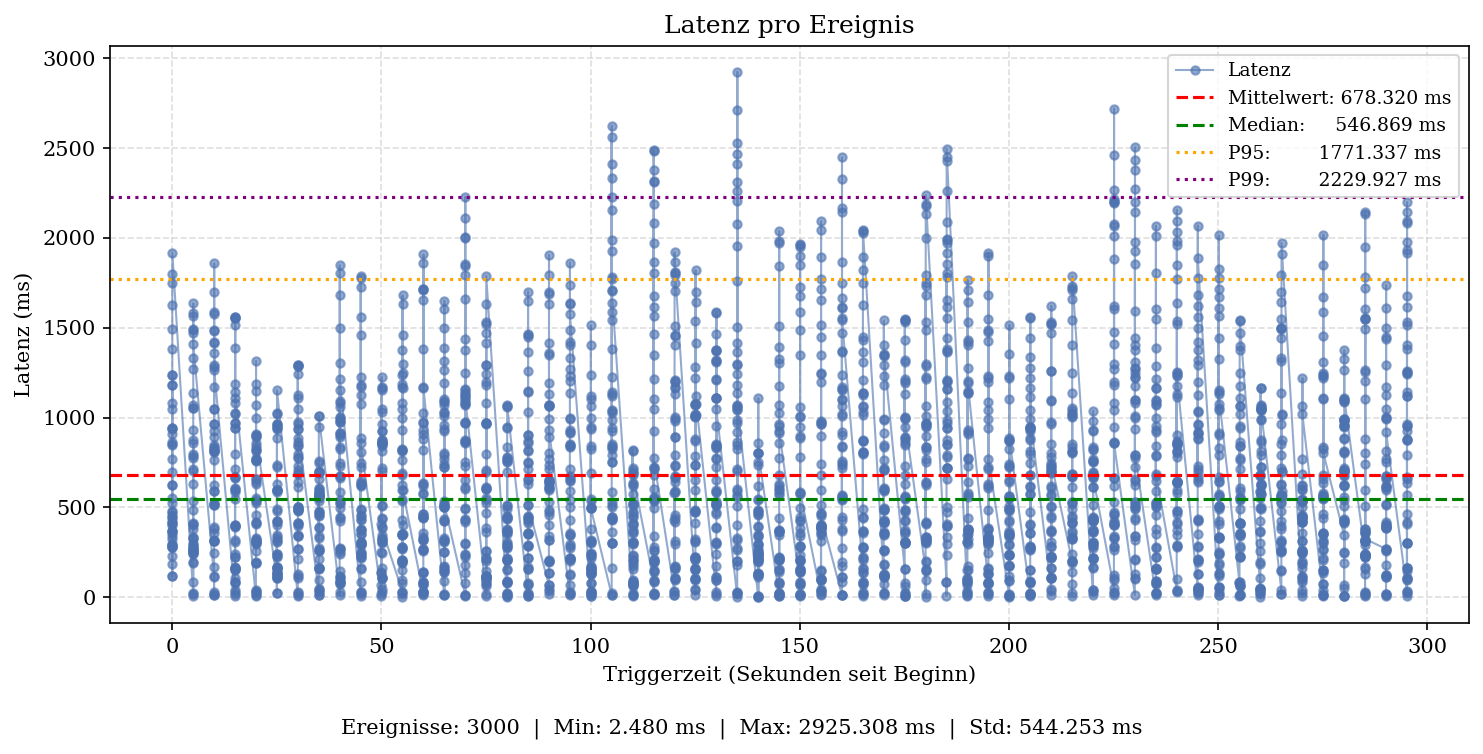 Latenz pro Ereignis
3000
2500
2000
1500
1000
500
0
Latenz (ms)
Latenz
Mittelwert: 678.320 ms
Median: 546.869 ms
P95: 1771.337 ms
P99: 2229.927 ms
0 50 100 150 200 250 300
Triggerzeit (Sekunden seit Beginn)
Ereignisse: 3000 | Min: 2.480 ms | Max: 2925.308 ms | Std: 544.253 ms